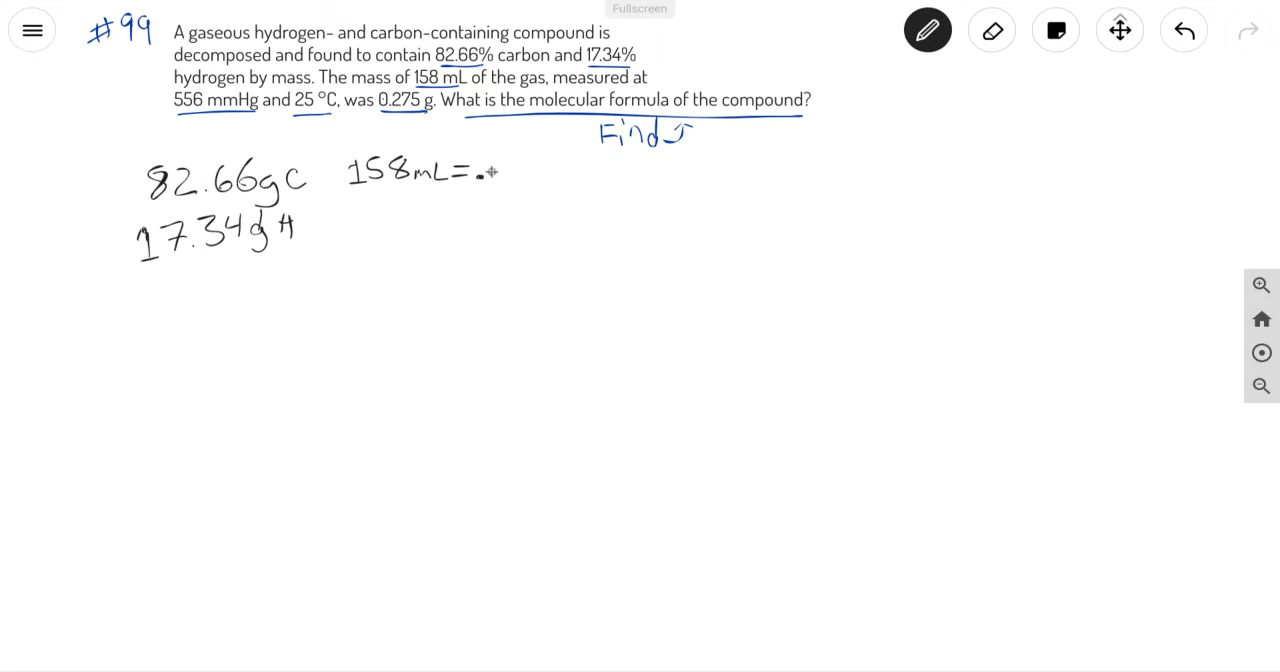 Fullscreen
#99 A gaseous hydrogen- and carbon-containing compound is
decomposed and found to contain 82.66% carbon and 17.34%
hydrogen by mass. The mass of 158 mL of the gas, measured at
556 mmHg and 25 °C, was 0.275 g. What is the molecular formula of the compound?
Find
82.66g C 158mL = .
17.34g H